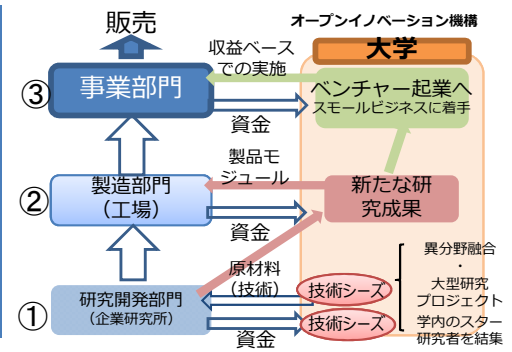 販売
オープンイノベーション機構
大学
収益ベース
での実施
③
事業部門
ベンチャー起業へ
スモールビジネスに着手
資金
製品モ
ジュール
②
製造部門
（工場）
新たな研
究成果
資金
原材料
（技術）
異分野融合
・
大型研究
プロジェクト
学内のスター
研究者を結集
技術シーズ
①
研究開発部門
（企業研究所）
技術シーズ
資金